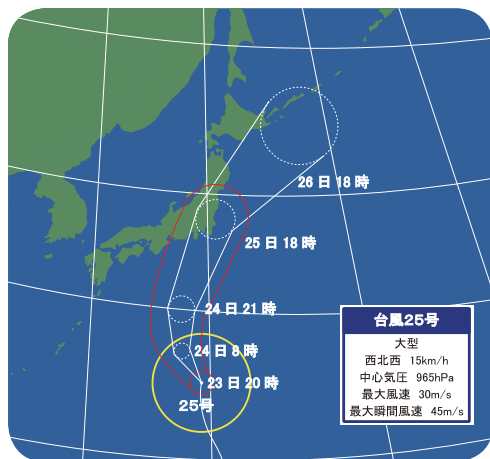 26日18時
25日18時
24日21時
24日8時
23日20時
25号
台風25号
大型
西北西 15km/h
中心気圧 965hPa
最大風速 30m/s
最大瞬間風速 45m/s